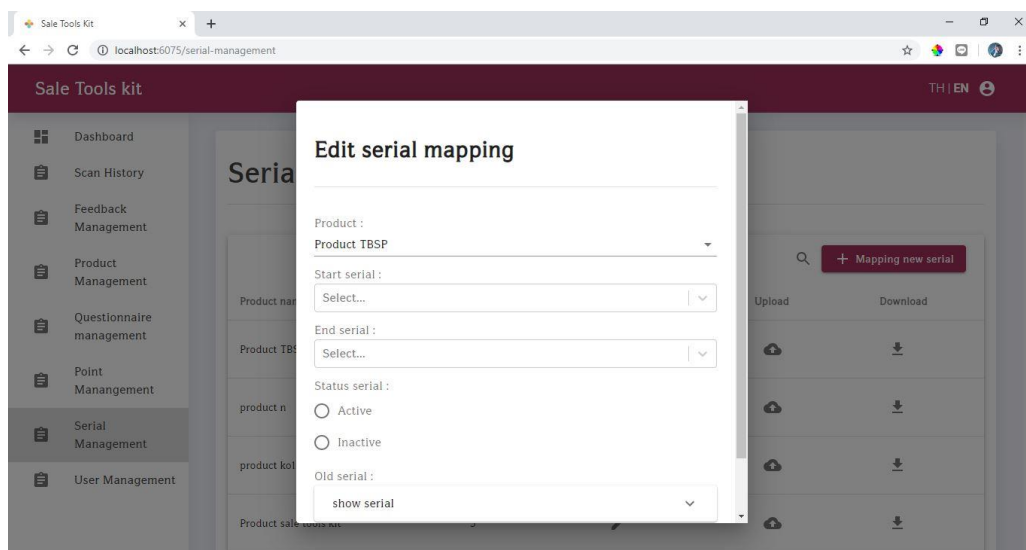 Sale Tools Kit
localhost:6075/serial-management
Sale Tools kit
TH | EN
Dashboard
Scan History
Feedback
Management
Product
Management
Questionnaire
management
Point
Manangement
Serial
Management
User Management
Seria
Mapping new serial
Product nar
Upload
Download
Product TBS
product n
product kol
Product sale tools kit
Edit serial mapping
Product :
Product TBSP
Start serial :
Select...
End serial :
Select...
Status serial :
Active
Inactive
Old serial :
show serial